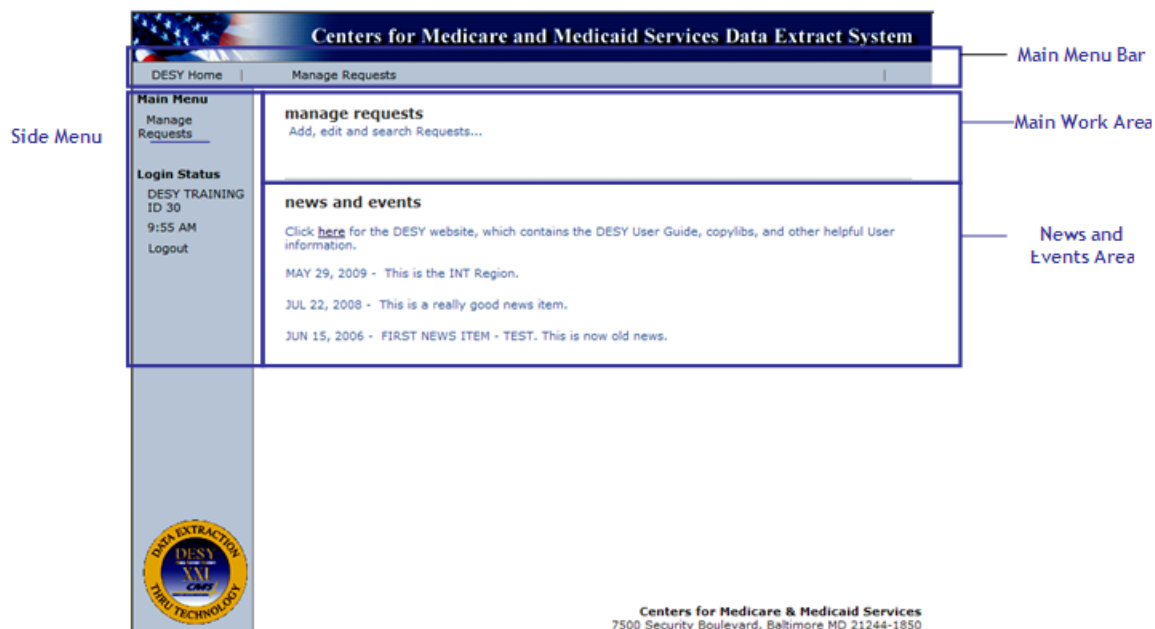 Centers for Medicare and Medicaid Services Data Extract System
Main Menu Bar
DESY Home | Manage Requests |
Side Menu
Main Menu
Manage
Requests
Login Status
DESY TRAINING
ID 30
9:55 AM
Logout
manage requests
Add, edit and search Requests...
Main Work Area
news and events
Click here for the DESY website, which contains the DESY User Guide, copylibs, and other helpful User
information.
MAY 29, 2009 - This is the INT Region.
JUL 22, 2008 - This is a really good news item.
JUN 15, 2006 - FIRST NEWS ITEM - TEST. This is now old news.
News and
Events Area
DATA EXTRACTION
DESY
XXI
CMS
THRU TECHNOLOGY
Centers for Medicare & Medicaid Services
7500 Security Boulevard, Baltimore MD 21244-1850